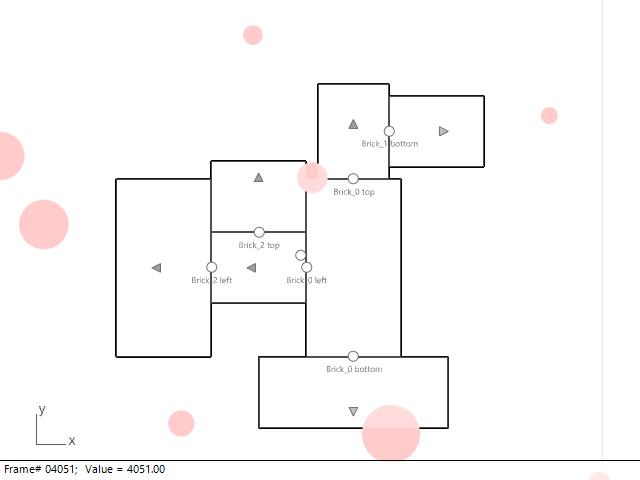 Brick_1 bottom
Brick_0 top
Brick_2 top
Brick_2 left
Brick_0 left
Brick_0 bottom
y
x
Frame# 04051;  Value = 4051.00